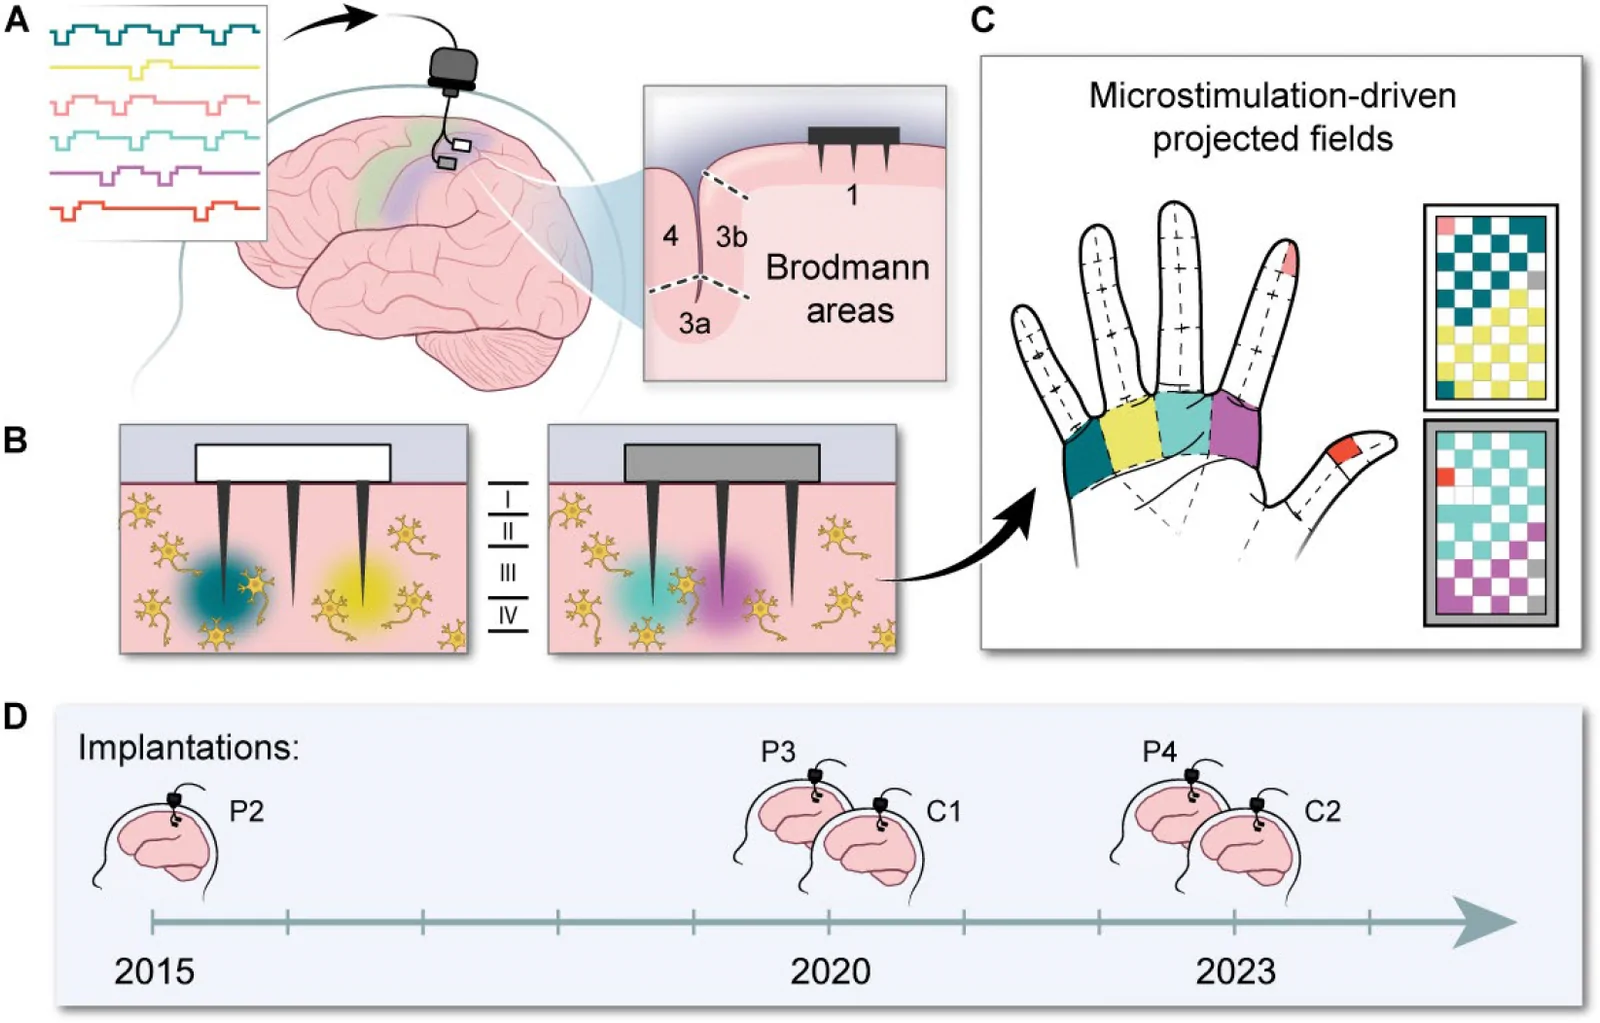 A
4
3b
3a
1
Brodmann
areas
B
I
II
III
IV
C
Microstimulation-driven
projected fields
D
Implantations:
P2
P3
C1
P4
C2
2015
2020
2023